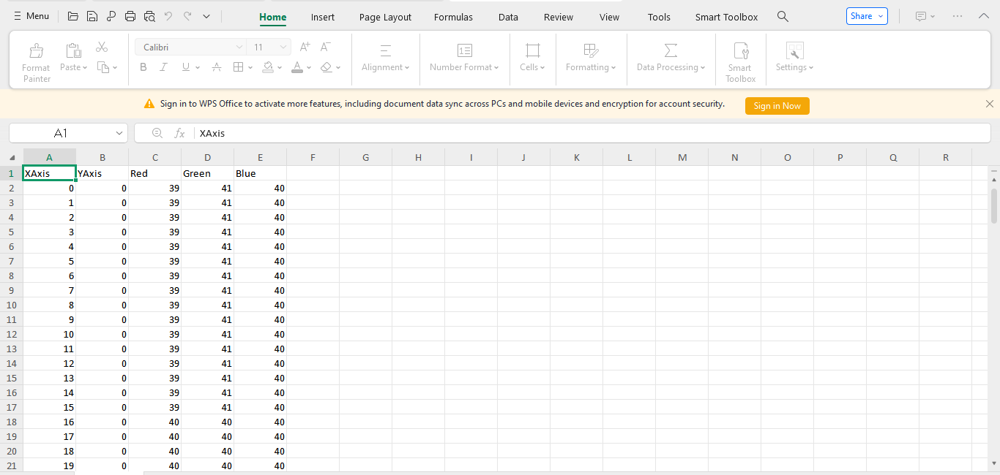 Menu Home Insert Page Layout Formulas Data Review View Tools Smart Toolbox Share
Calibri 11
Format Painter Paste B I U A A+ A- A Alignment Number Format Cells Formatting Data Processing Smart Toolbox Settings
Sign in to WPS Office to activate more features, including document data sync across PCs and mobile devices and encryption for account security. Sign in Now
A1 fx XAxis
A B C D E F G H I J K L M N O P Q R
1 XAxis YAxis Red Green Blue
2 0 0 39 41 40
3 1 0 39 41 40
4 2 0 39 41 40
5 3 0 39 41 40
6 4 0 39 41 40
7 5 0 39 41 40
8 6 0 39 41 40
9 7 0 39 41 40
10 8 0 39 41 40
11 9 0 39 41 40
12 10 0 39 41 40
13 11 0 39 41 40
14 12 0 39 41 40
15 13 0 39 41 40
16 14 0 39 41 40
17 15 0 39 41 40
18 16 0 40 40 40
19 17 0 40 40 40
20 18 0 40 40 40
21 19 0 40 40 40